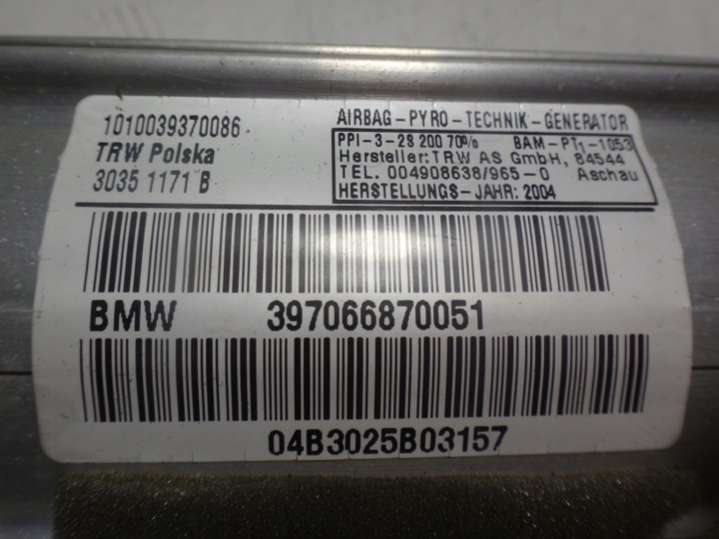 1010039370086
TRW Polska
3035 1171 B
AIRBAG-PYRO-TECHNIK-GENERATOR
PPI-3-28 200 70% BAM-PT1-1053
Hersteller:TRW AS GmbH, 84544
TEL. 004908638/965-0 Aschau
HERSTELLUNGS-JAHR: 2004
BMW 397066870051
04B3025B03157